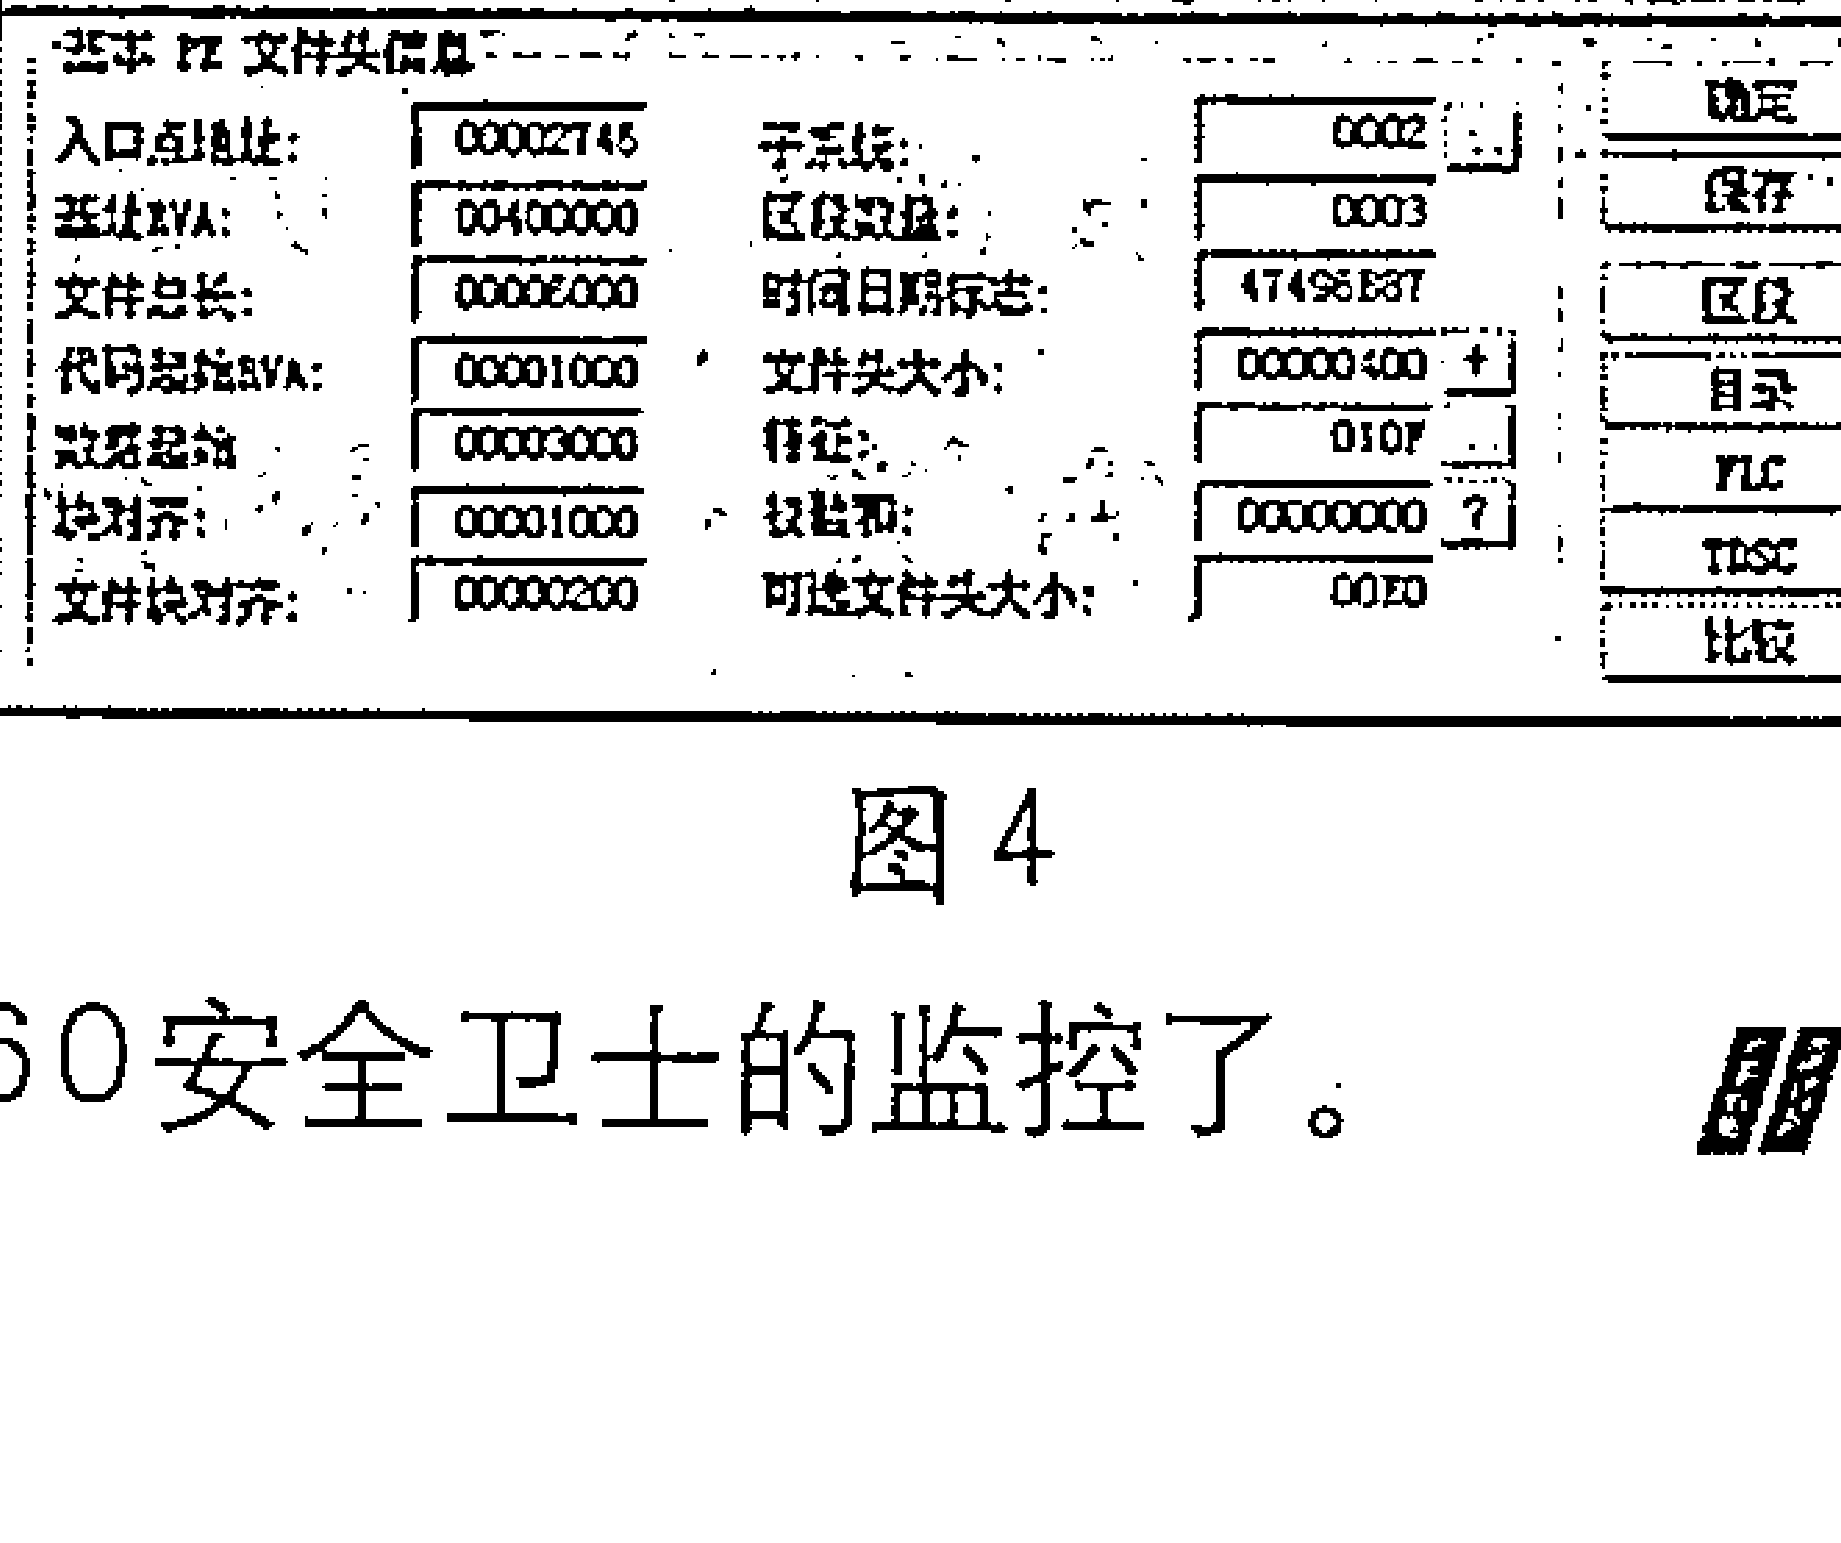 基本 PE 文件头信息
入口点地址: 00002745 子系统: 0002 确定
基址RVA: 00400000 区段数量: 0003 保存
文件总长: 时间日期标志: 区段
代码起始RVA: 00001000 文件头大小: 00000400 + 目录
数据起始 00003000 特征: 010F FLC
块对齐: 00001000 校验和: 00000000 ? TDSC
文件块对齐: 00000200 可选文件头大小: 00E0 比较
图 4
60安全卫士的监控了。